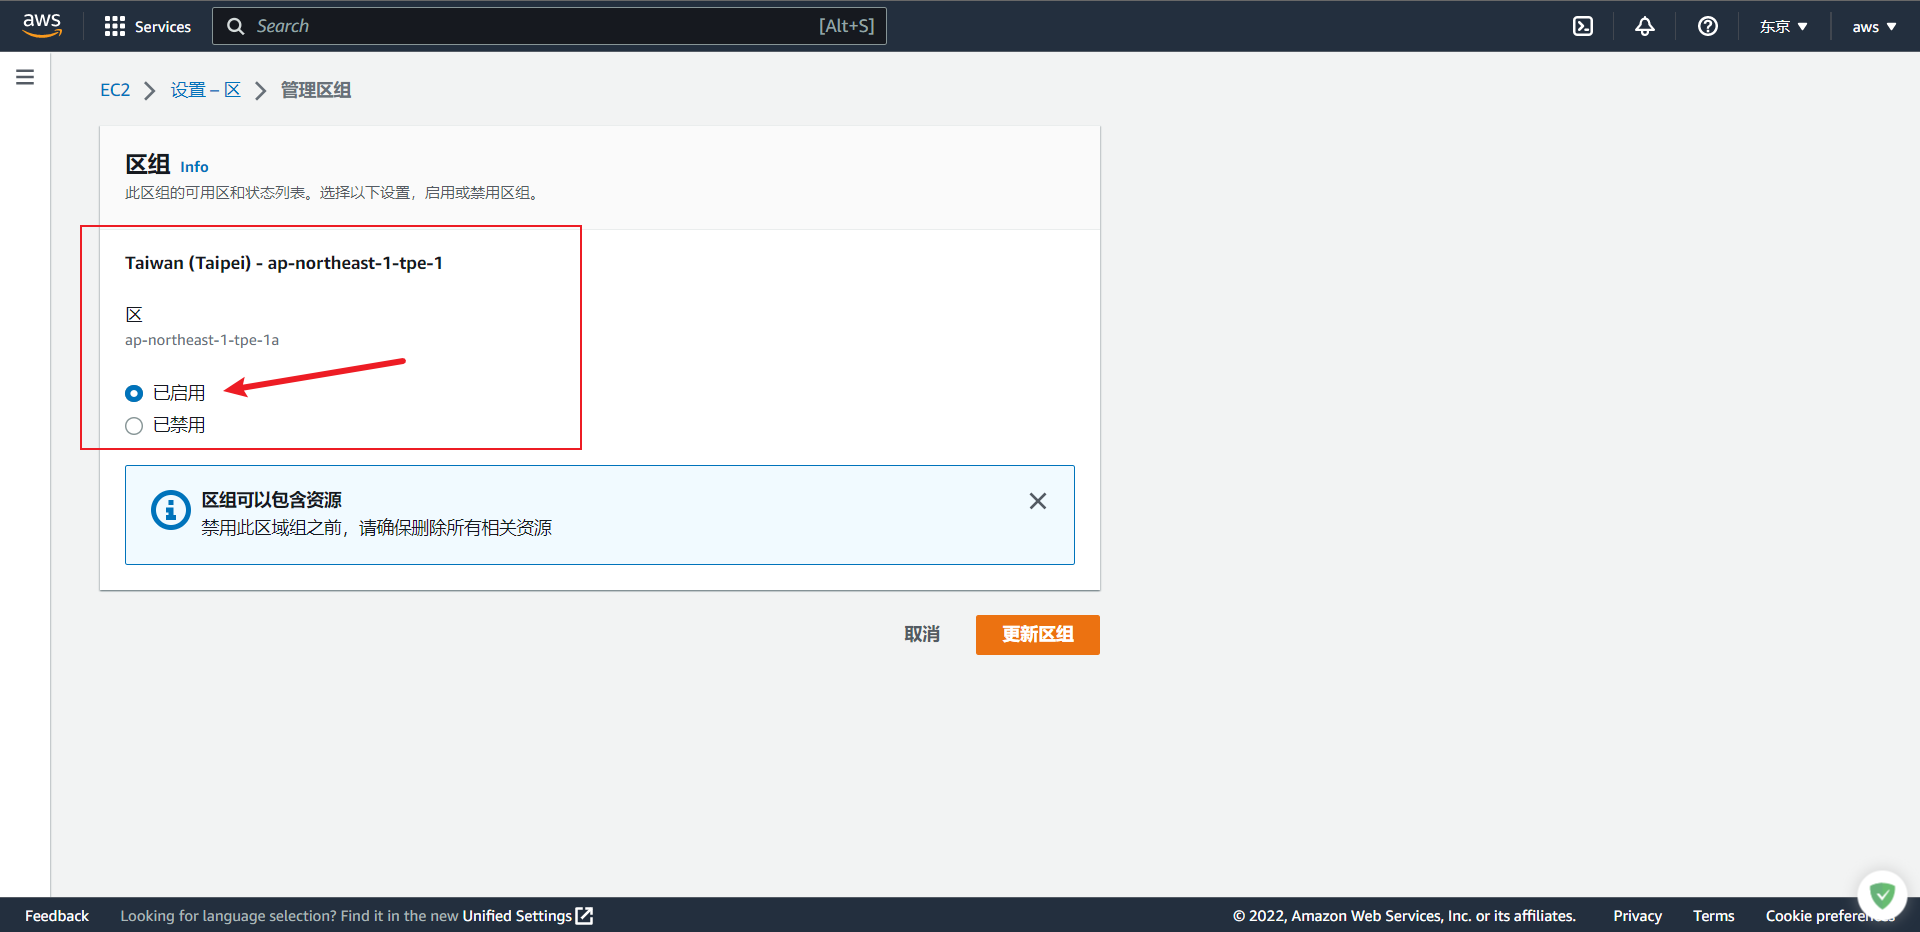 aws
Services
Search
[Alt+S]
东京
aws
EC2
设置 – 区
管理区组
区组 Info
此区组的可用区和状态列表。选择以下设置，启用或禁用区组。
Taiwan (Taipei) - ap-northeast-1-tpe-1
区
ap-northeast-1-tpe-1a
已启用
已禁用
区组可以包含资源
禁用此区域组之前，请确保删除所有相关资源
取消
更新区组
Feedback
Looking for language selection? Find it in the new Unified Settings
© 2022, Amazon Web Services, Inc. or its affiliates.
Privacy
Terms
Cookie